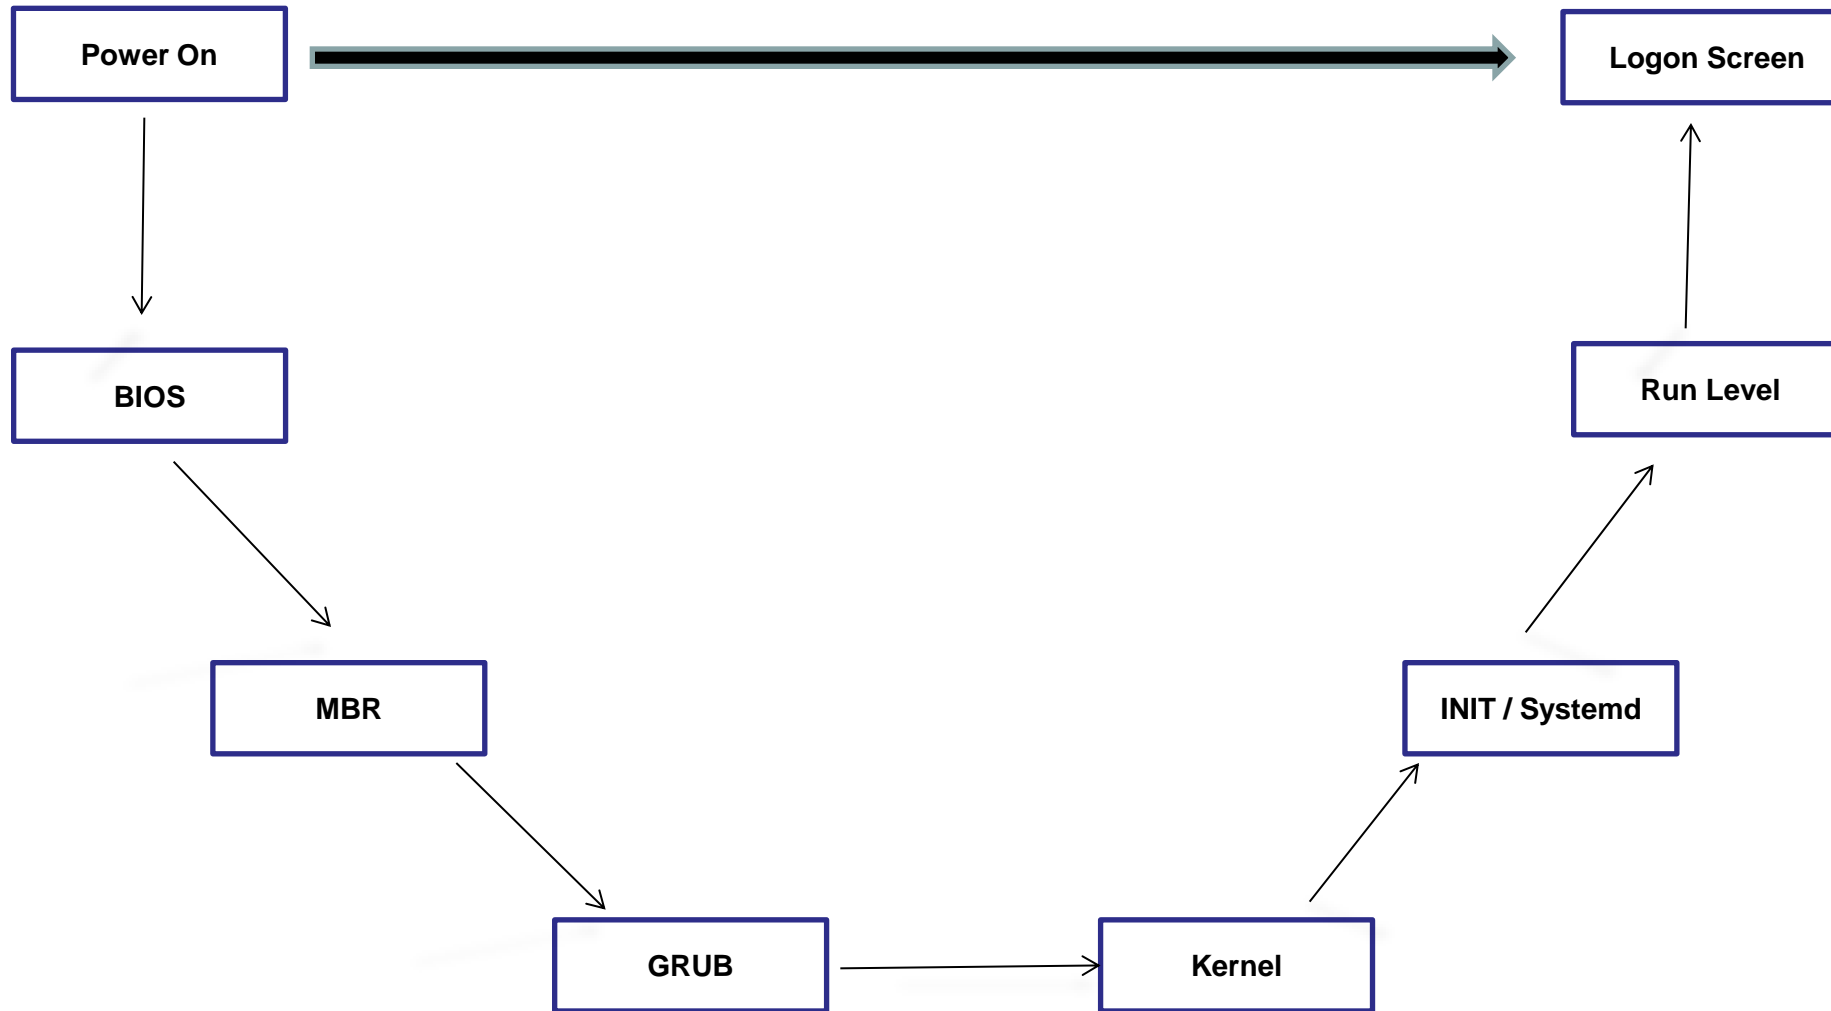 Power On
Logon Screen
BIOS
Run Level
MBR
INIT / Systemd
GRUB
Kernel